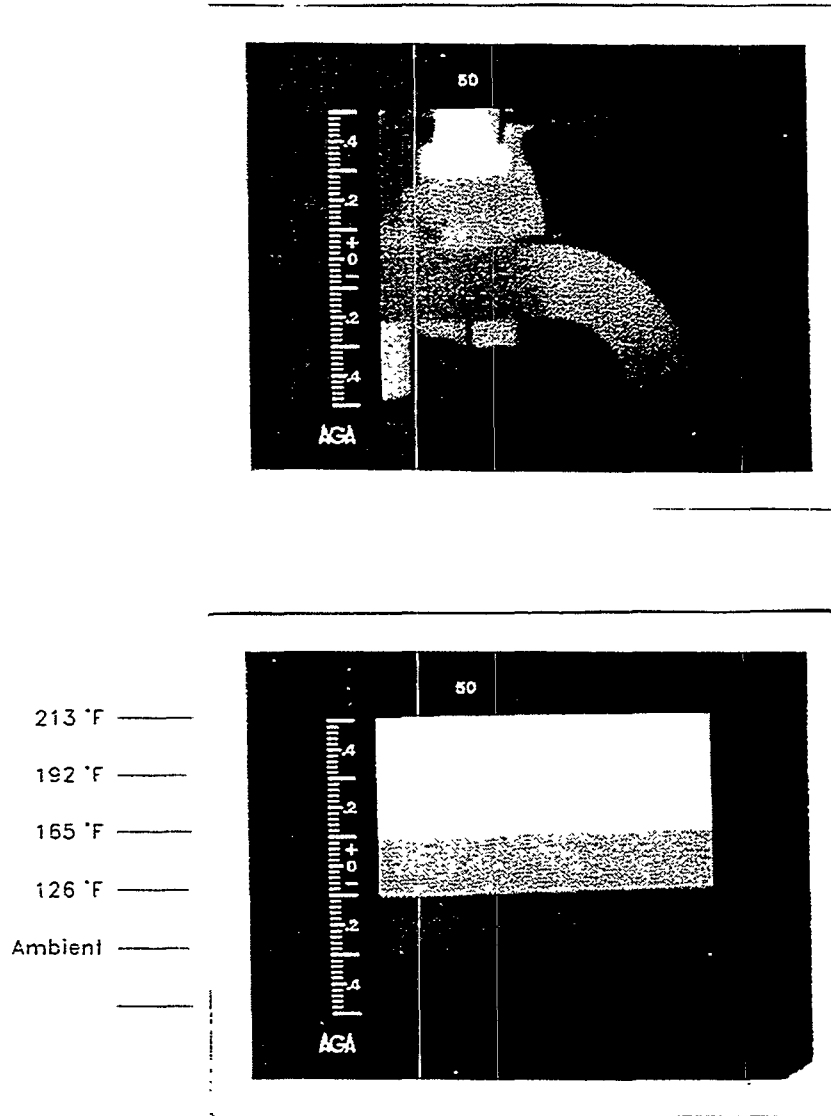 50
.4
.2
+
0
−
.2
.4
AGA
50
213 °F
.4
192 °F
.2
165 °F
+
0
126 °F
−
.2
Ambient
.4
AGA